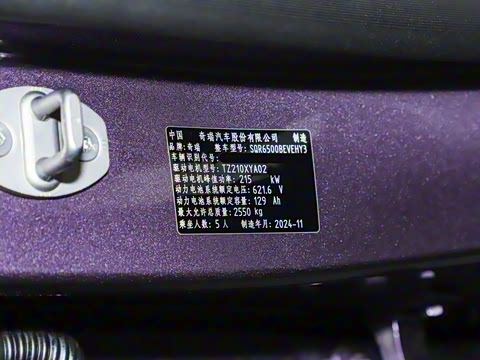 中国 奇瑞汽车股份有限公司 制造
品牌:奇瑞 整车型号:SQR6500BEVEHY3
车辆识别代号:
驱动电机型号:TZ210XYA02
驱动电机峰值功率:215 kW
动力电池系统额定电压:621.6 V
动力电池系统额定容量:129 Ah
最大允许总质量:2550 kg
乘坐人数:5人 制造年月:2024-11